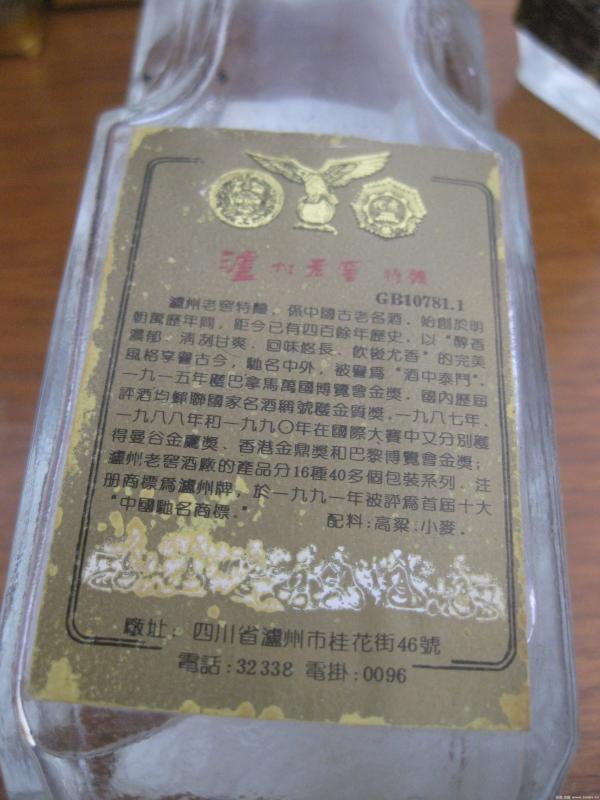 瀘州老窖 特麯
GB10781.1
瀘州老窖特麯，係中國古老名酒，始創於明
朝萬歷年間，距今已有四百餘年歷史，以“醇香
濃郁，清洌甘爽，回味悠長，飲後尤香”的完美
風格享譽古今，馳名中外，被譽爲“酒中泰鬥”。
一九一五年獲巴拿馬萬國博覽會金獎，國內歷屆
評酒均蟬聯國家名酒稱號獲金質獎，一九八七年、
一九八八年和一九九〇年在國際大賽中又分別獲
得曼谷金鷹獎、香港金鼎獎和巴黎博覽會金獎；
瀘州老窖酒廠的產品分16種40多個包裝系列，注
册商標爲瀘州牌，於一九九一年被評爲首屆十大
“中國馳名商標。”
配料：高粱、小麥．
廠址：四川省瀘州市桂花街46號
電話：32338 電掛：0096